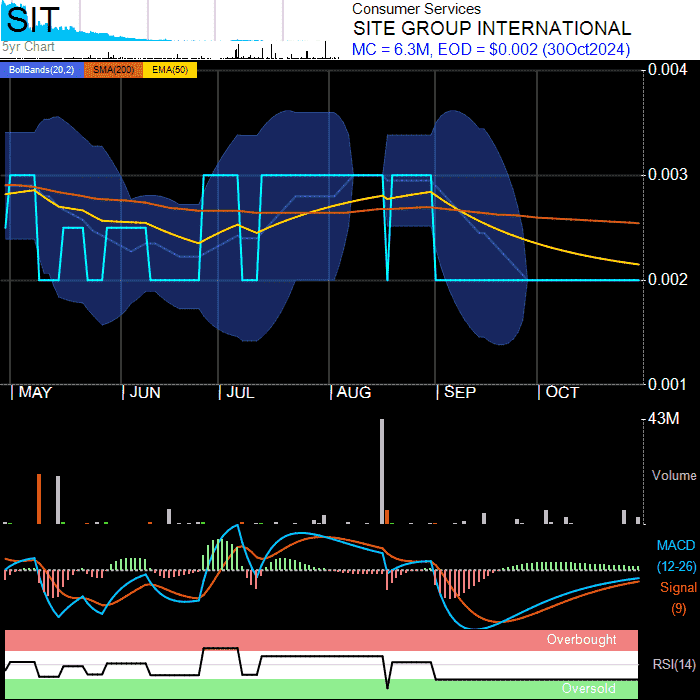 SIT
5yr Chart
Consumer Services
SITE GROUP INTERNATIONAL
MC = 6.3M, EOD = $0.002 (30Oct2024)
BollBands(20,2) SMA(200) EMA(50)
0.004
0.003
0.002
0.001
MAY JUN JUL AUG SEP OCT
43M
Volume
MACD
(12-26)
Signal
(9)
Overbought
RSI(14)
Oversold